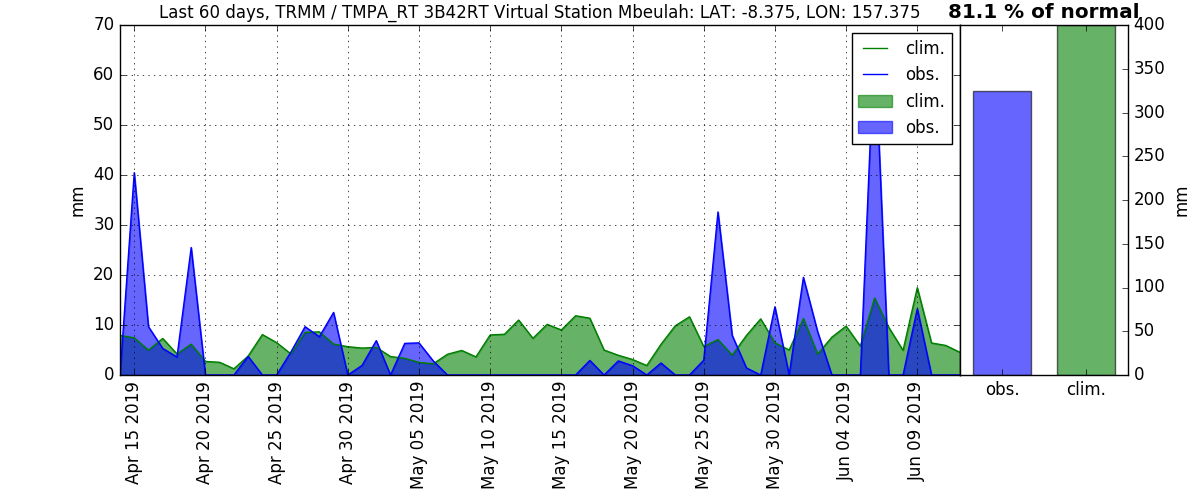 Last 60 days, TRMM / TMPA_RT 3B42RT Virtual Station Mbeulah: LAT: -8.375, LON: 157.375
81.1 % of normal
70
60
50
40
30
20
10
0
mm
clim.
obs.
clim.
obs.
400
350
300
250
200
150
100
50
0
mm
obs.
clim.
Apr 15 2019
Apr 20 2019
Apr 25 2019
Apr 30 2019
May 05 2019
May 10 2019
May 15 2019
May 20 2019
May 25 2019
May 30 2019
Jun 04 2019
Jun 09 2019